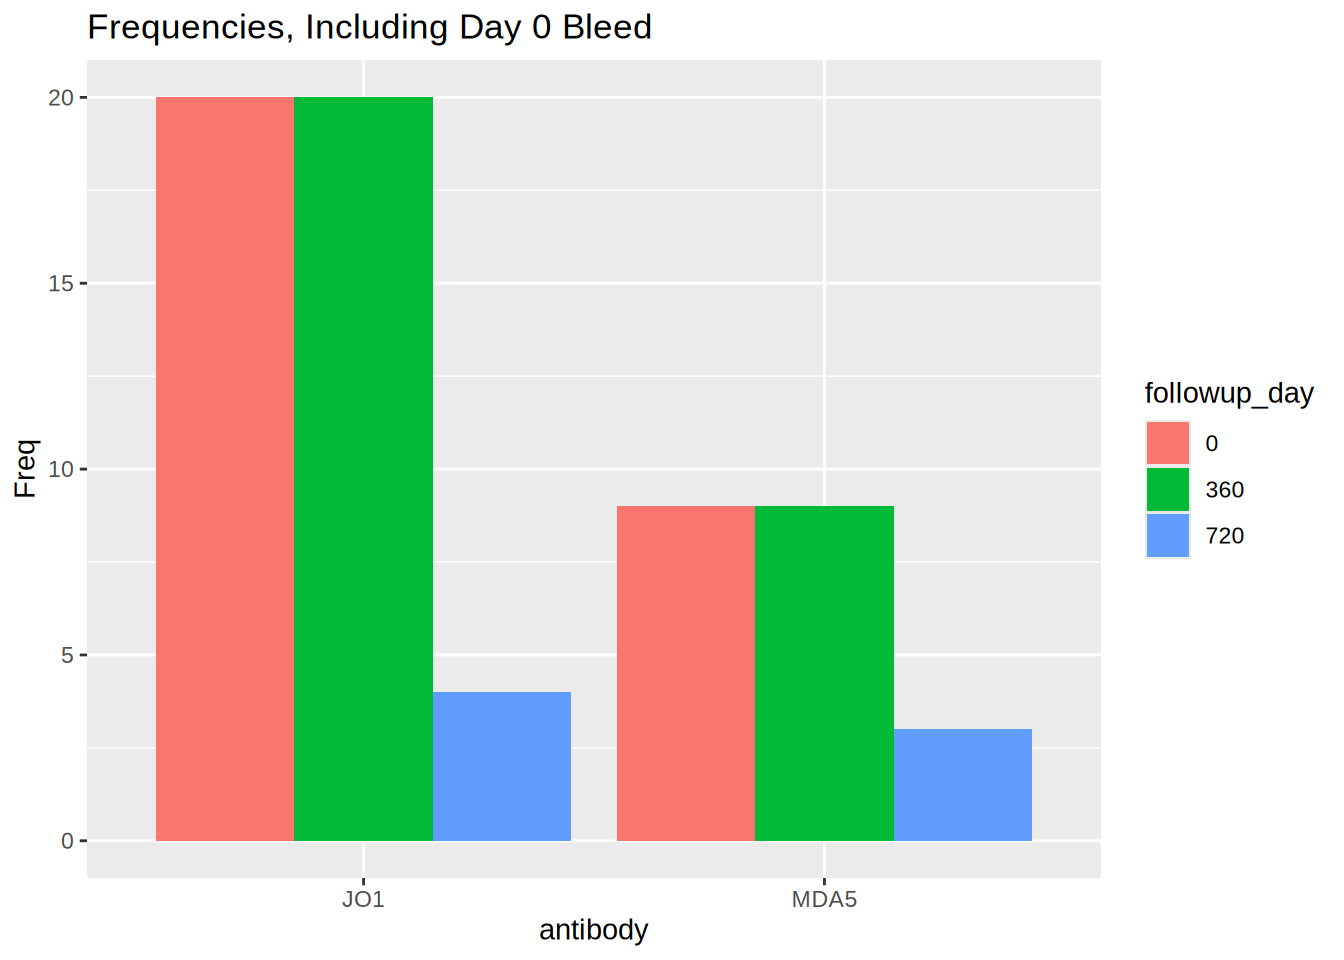 Frequencies, Including Day 0 Bleed
20
15
10
5
0
Freq
JO1
MDA5
antibody
followup_day
0
360
720